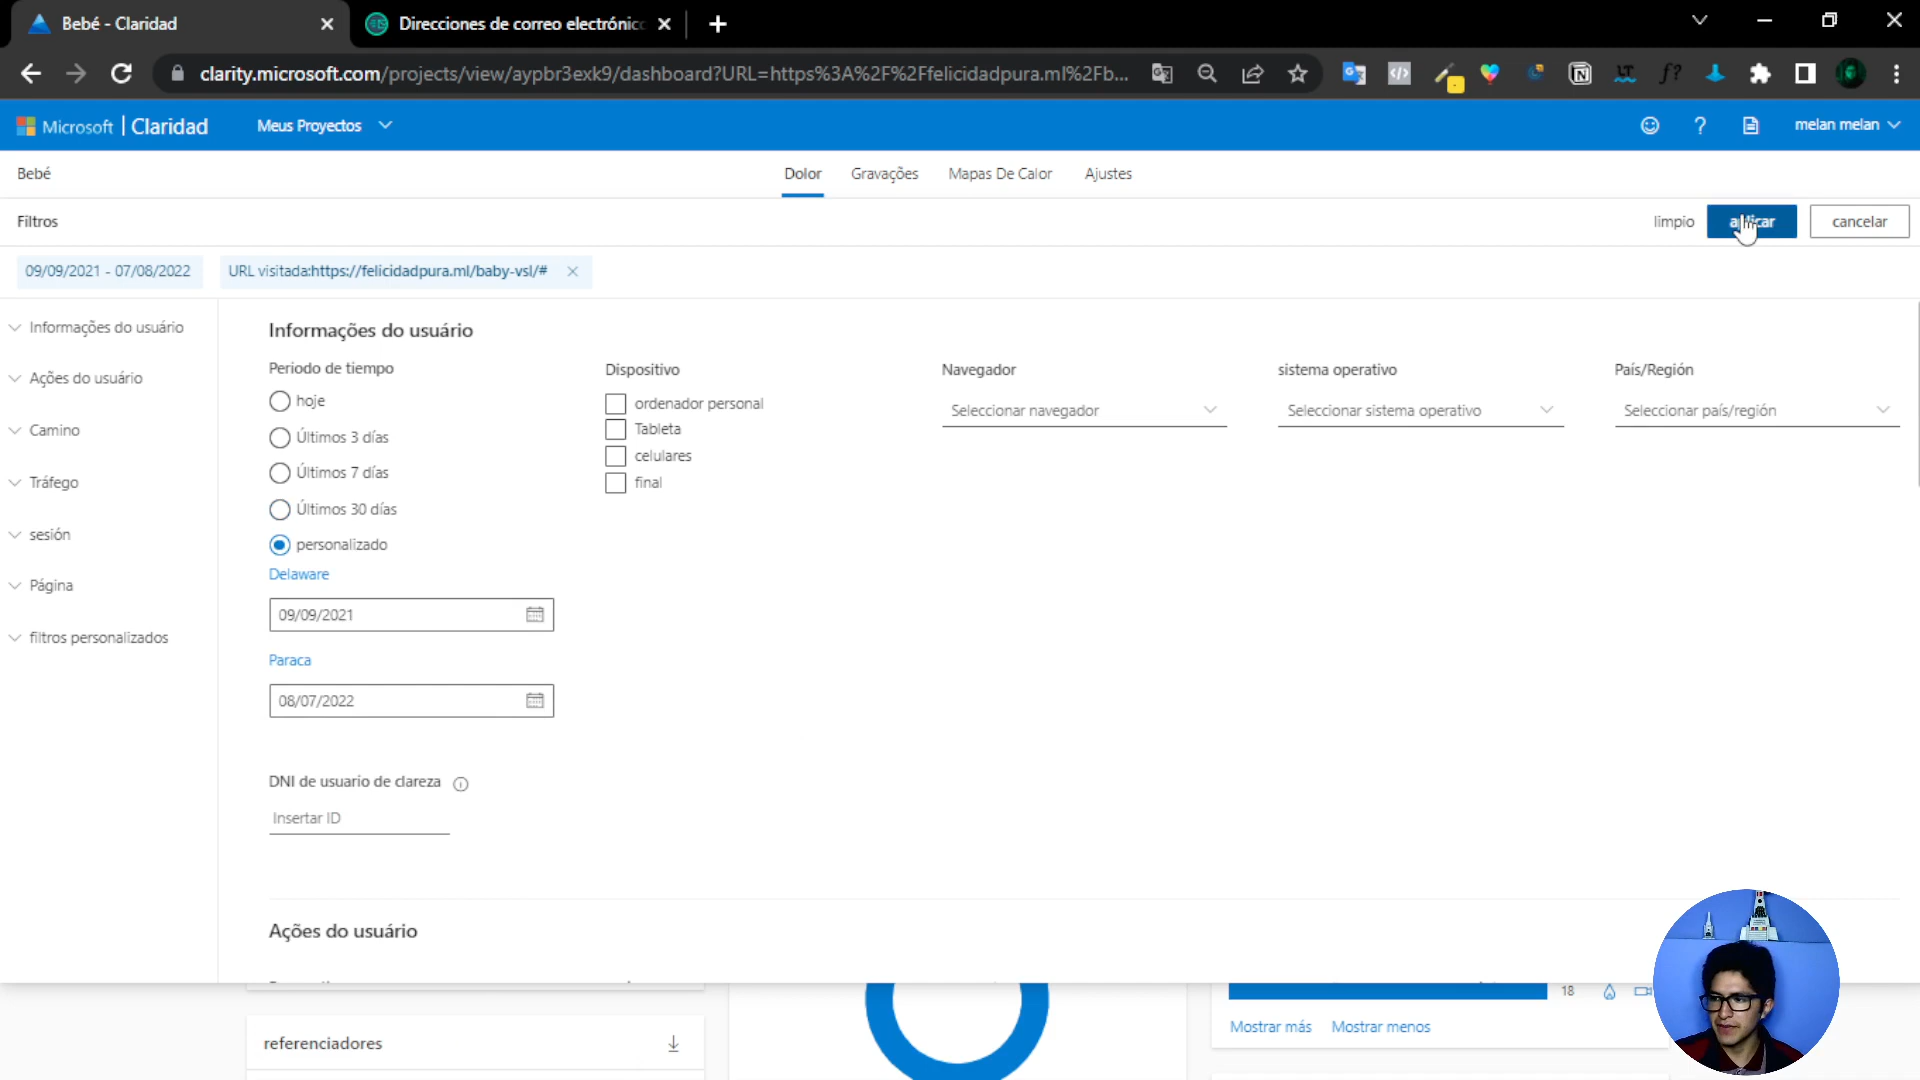 Bebé - Claridad
Direcciones de correo electrónic
clarity.microsoft.com/projects/view/aypbr3exk9/dashboard?URL=https%3A%2F%2Ffelicidadpura.ml%2Fb...
Microsoft | Claridad
Meus Proyectos
melan melan
Bebé
Dolor
Gravações
Mapas De Calor
Ajustes
Filtros
limpio
aplicar
cancelar
09/09/2021 - 07/08/2022
URL visitada:https://felicidadpura.ml/baby-vsl/#
Informações do usuário
Ações do usuário
Camino
Tráfego
sesión
Página
filtros personalizados
Informações do usuário
Periodo de tiempo
hoje
Últimos 3 días
Últimos 7 días
Últimos 30 días
personalizado
Delaware
09/09/2021
Paraca
08/07/2022
DNI de usuario de clareza
Insertar ID
Dispositivo
ordenador personal
Tableta
celulares
final
Navegador
Seleccionar navegador
sistema operativo
Seleccionar sistema operativo
País/Región
Seleccionar país/región
Ações do usuário
referenciadores
18
Mostrar más
Mostrar menos